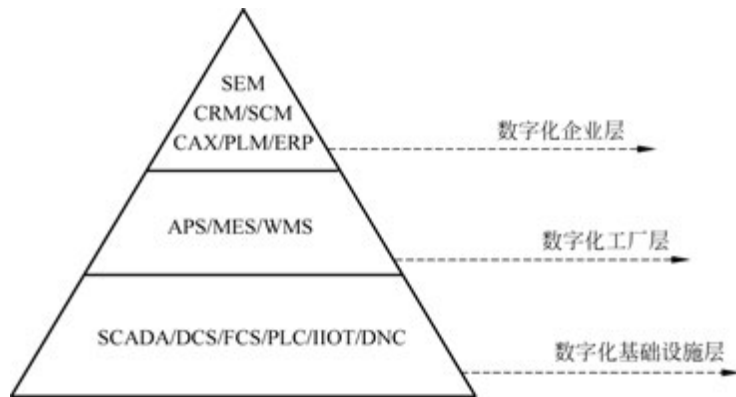 SEM
CRM/SCM
CAX/PLM/ERP
数字化企业层
APS/MES/WMS
数字化工厂层
SCADA/DCS/FCS/PLC/IIOT/DNC
数字化基础设施层